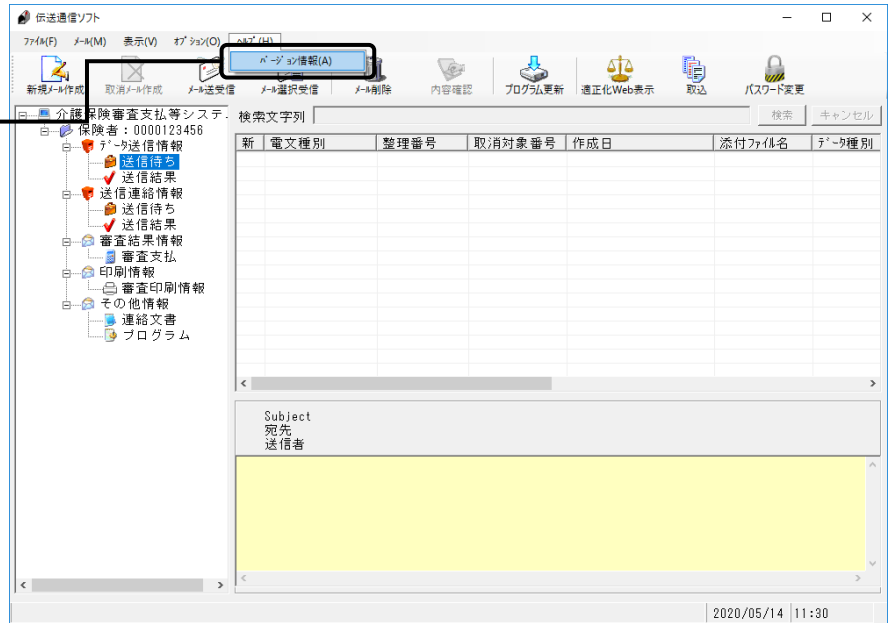 伝送通信ソフト
ﾌｧｲﾙ(F) ﾒｰﾙ(M) 表示(V) ｵﾌﾟｼｮﾝ(O) ﾍﾙﾌﾟ(H)
ﾊﾞｰｼﾞｮﾝ情報(A)
新規ﾒｰﾙ作成 取消ﾒｰﾙ作成 ﾒｰﾙ送受信 ﾒｰﾙ選択受信 ﾒｰﾙ削除 内容確認 ﾌﾟﾛｸﾞﾗﾑ更新 適正化Web表示 取込 ﾊﾟｽﾜｰﾄﾞ変更
介護保険審査支払等システ
保険者：0000123456
ﾃﾞｰﾀ送信情報
送信待ち
送信結果
送信連絡情報
送信待ち
送信結果
審査結果情報
審査支払
印刷情報
審査印刷情報
その他情報
連絡文書
プログラム
検索文字列 検索 キャンセル
新 電文種別 整理番号 取消対象番号 作成日 添付ﾌｧｲﾙ名 ﾃﾞｰﾀ種別
Subject
宛先
送信者
2020/05/14 11:30